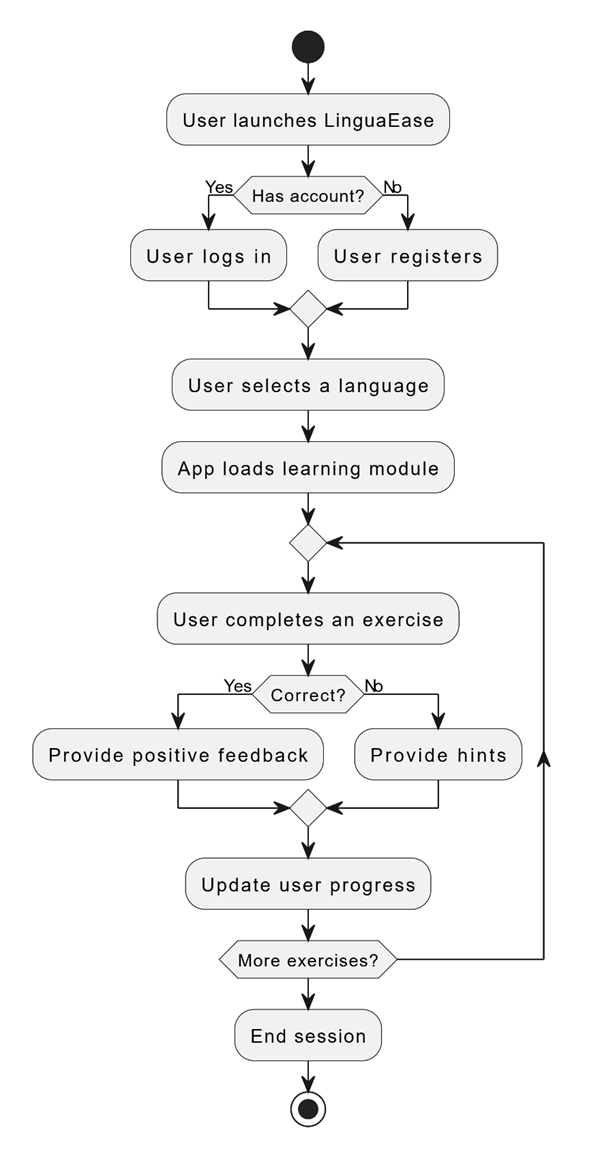 User launches LinguaEase
Has account?
Yes
No
User logs in
User registers
User selects a language
App loads learning module
User completes an exercise
Correct?
Yes
No
Provide positive feedback
Provide hints
Update user progress
More exercises?
End session